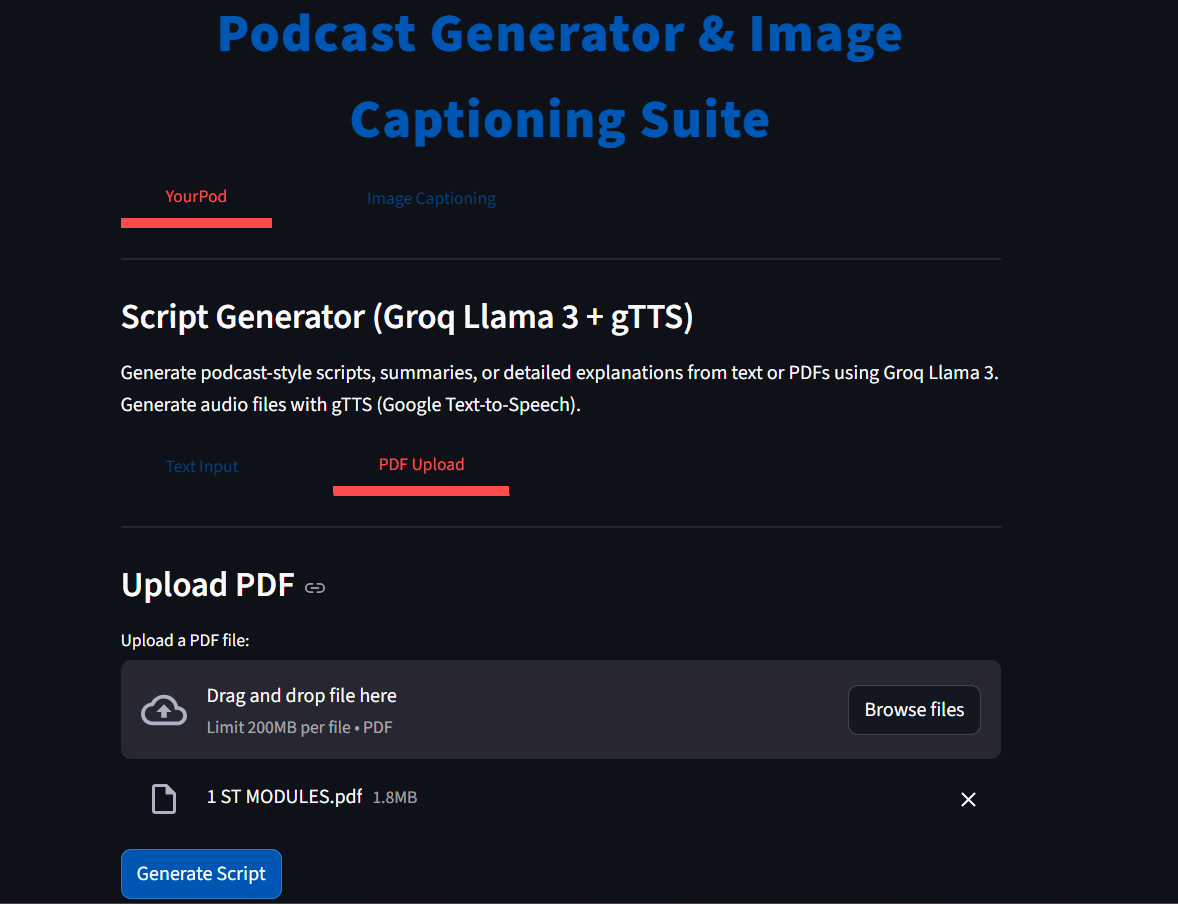 Podcast Generator & Image
Captioning Suite
YourPod
Image Captioning
Script Generator (Groq Llama 3 + gTTS)
Generate podcast-style scripts, summaries, or detailed explanations from text or PDFs using Groq Llama 3.
Generate audio files with gTTS (Google Text-to-Speech).
Text Input
PDF Upload
Upload PDF
Upload a PDF file:
Drag and drop file here
Limit 200MB per file • PDF
Browse files
1 ST MODULES.pdf 1.8MB
Generate Script